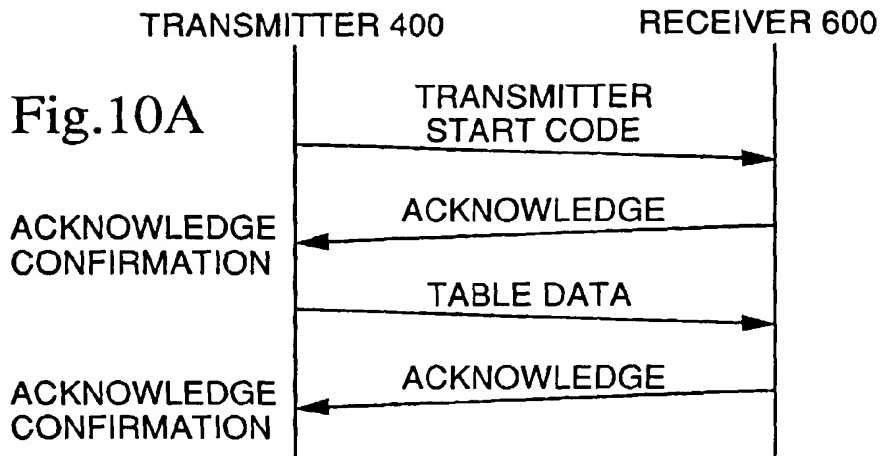 TRANSMITTER 400
RECEIVER 600
Fig.10A
TRANSMITTER
START CODE
ACKNOWLEDGE
ACKNOWLEDGE
CONFIRMATION
TABLE DATA
ACKNOWLEDGE
ACKNOWLEDGE
CONFIRMATION